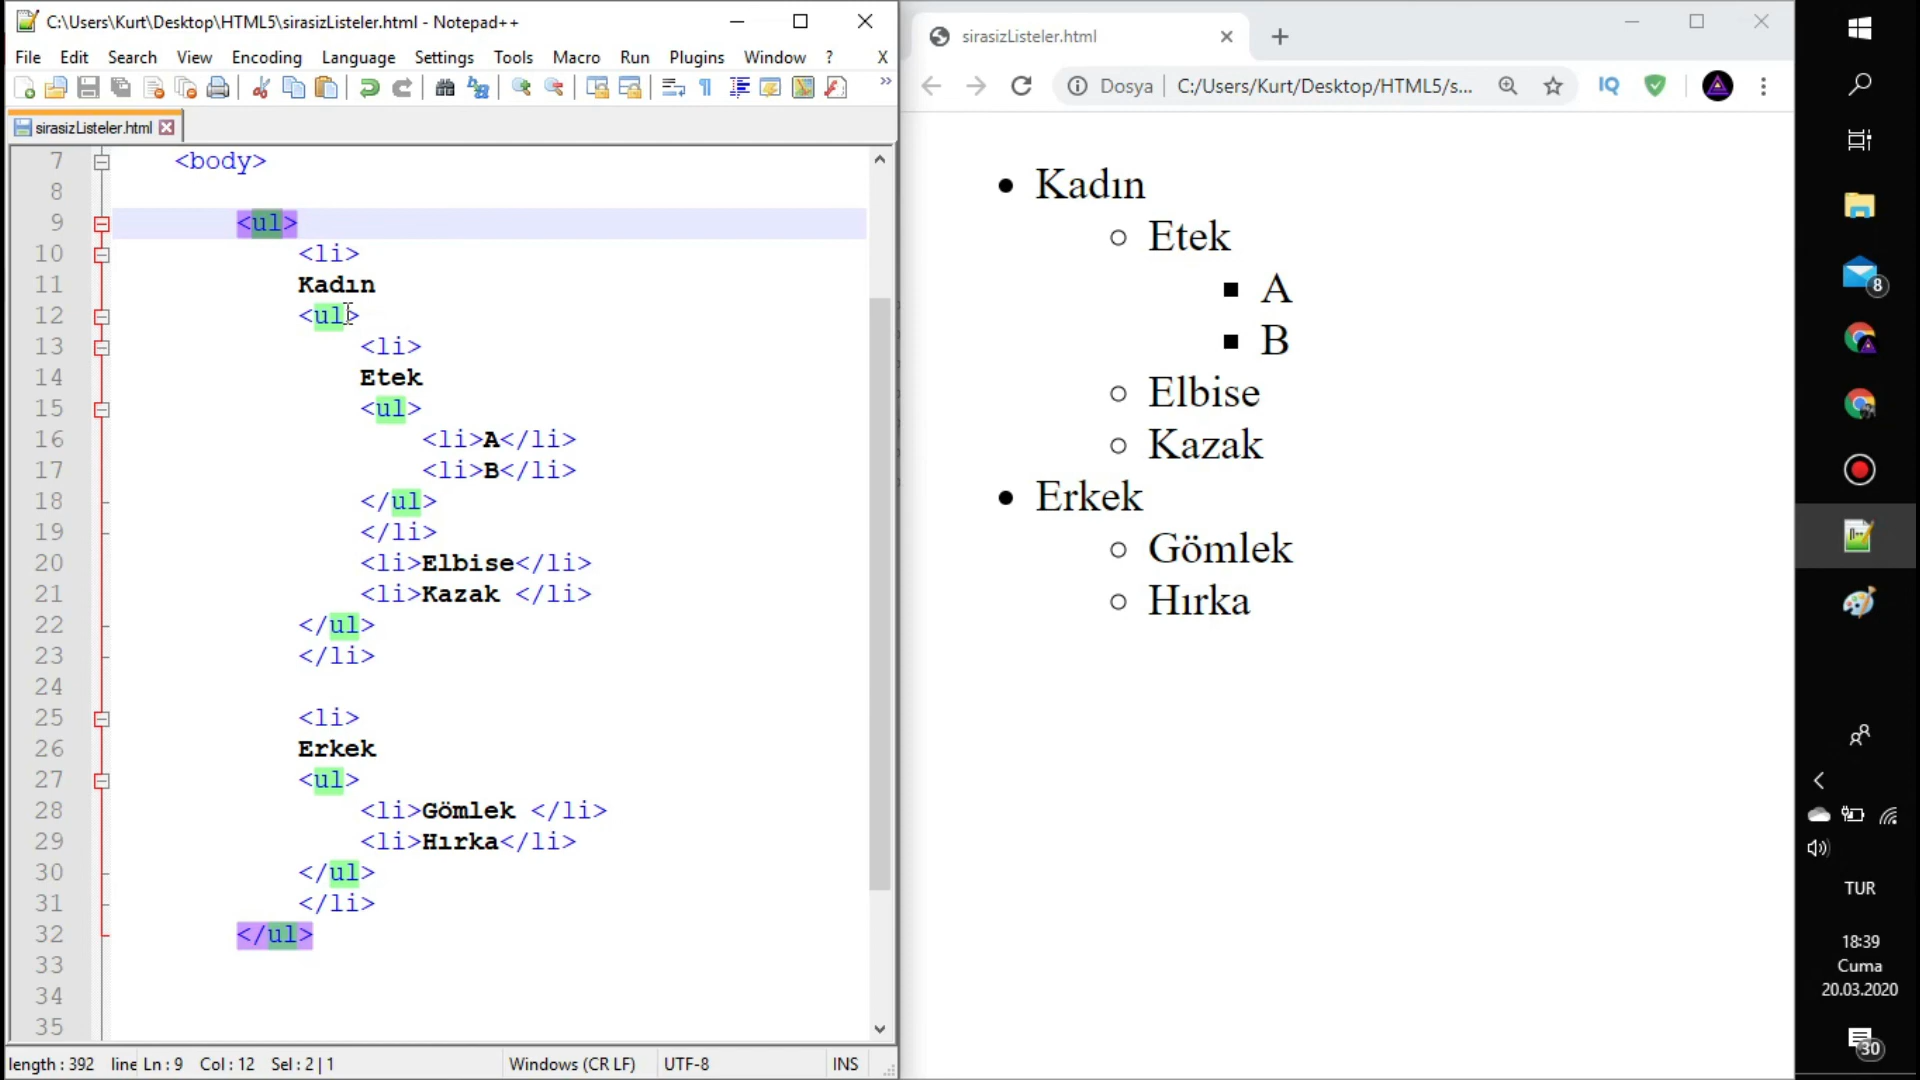 C:\Users\Kurt\Desktop\HTML5\sirasizListeler.html - Notepad++
File Edit Search View Encoding Language Settings Tools Macro Run Plugins Window ? X
sirasizListeler.html
7 <body>
8
9 <ul>
10 <li>
11 Kadın
12 <ul>
13 <li>
14 Etek
15 <ul>
16 <li>A</li>
17 <li>B</li>
18 </ul>
19 </li>
20 <li>Elbise</li>
21 <li>Kazak </li>
22 </ul>
23 </li>
24
25 <li>
26 Erkek
27 <ul>
28 <li>Gömlek </li>
29 <li>Hırka</li>
30 </ul>
31 </li>
32 </ul>
33
34
35
length : 392 line Ln : 9 Col : 12 Sel : 2 | 1 Windows (CR LF) UTF-8 INS
sirasizListeler.html
Dosya C:/Users/Kurt/Desktop/HTML5/s... IQ
Kadın
Etek
A
B
Elbise
Kazak
Erkek
Gömlek
Hırka
8
TUR
18:39
Cuma
20.03.2020
30